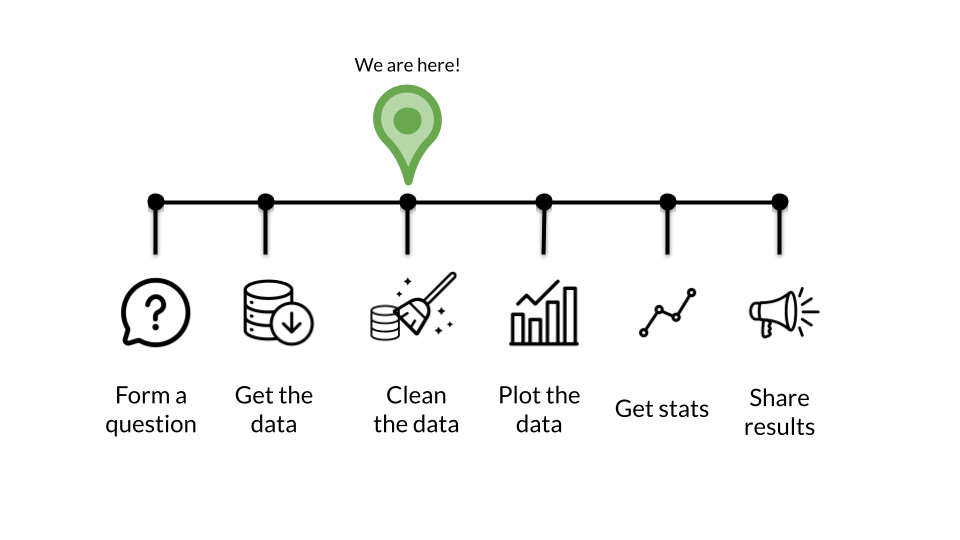 We are here!
Form a
question
Get the
data
Clean
the data
Plot the
data
Get stats
Share
results